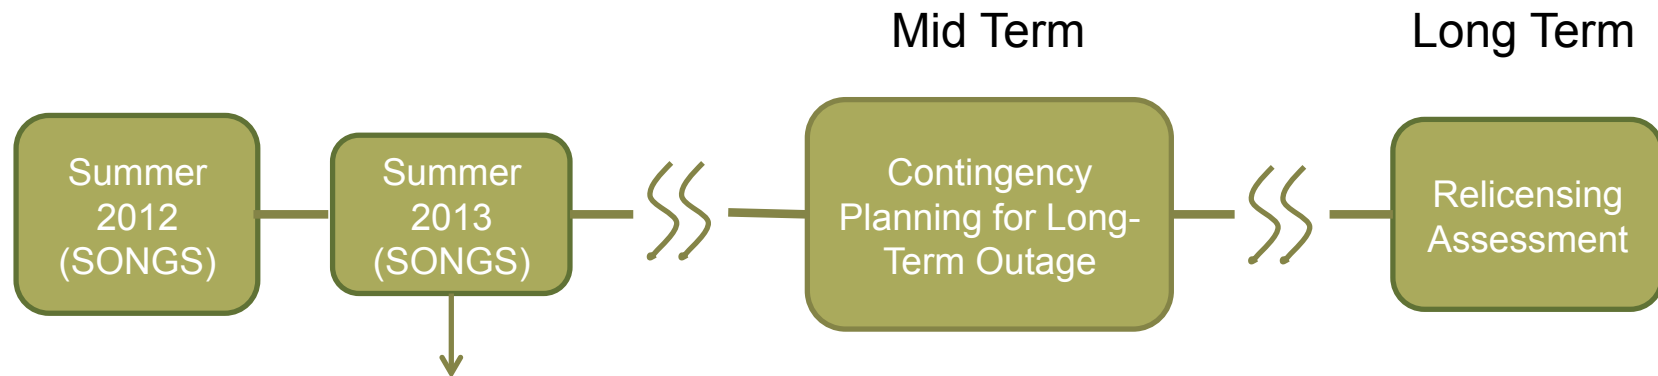 Mid Term
Long Term
Summer
2012
(SONGS)
Summer
2013
(SONGS)
Contingency
Planning for Long-
Term Outage
Relicensing
Assessment